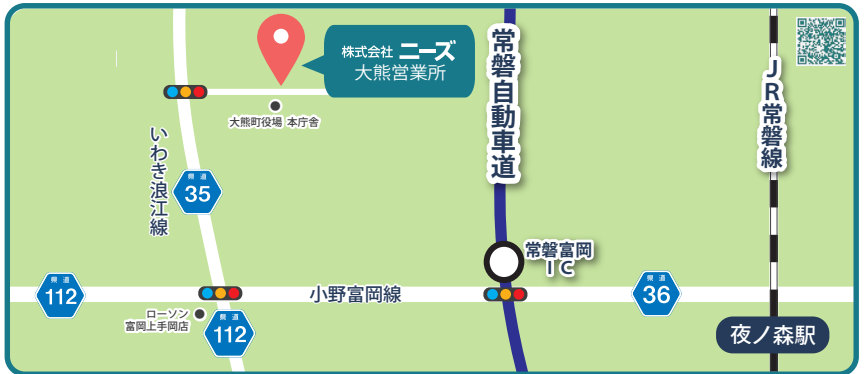 株式会社 ニーズ
大熊営業所
大熊町役場 本庁舎
常磐自動車道
JR常磐線
いわき浪江線
県道
35
常磐富岡
IC
県道
112
小野富岡線
県道
36
ローソン
富岡上手岡店
県道
112
夜ノ森駅